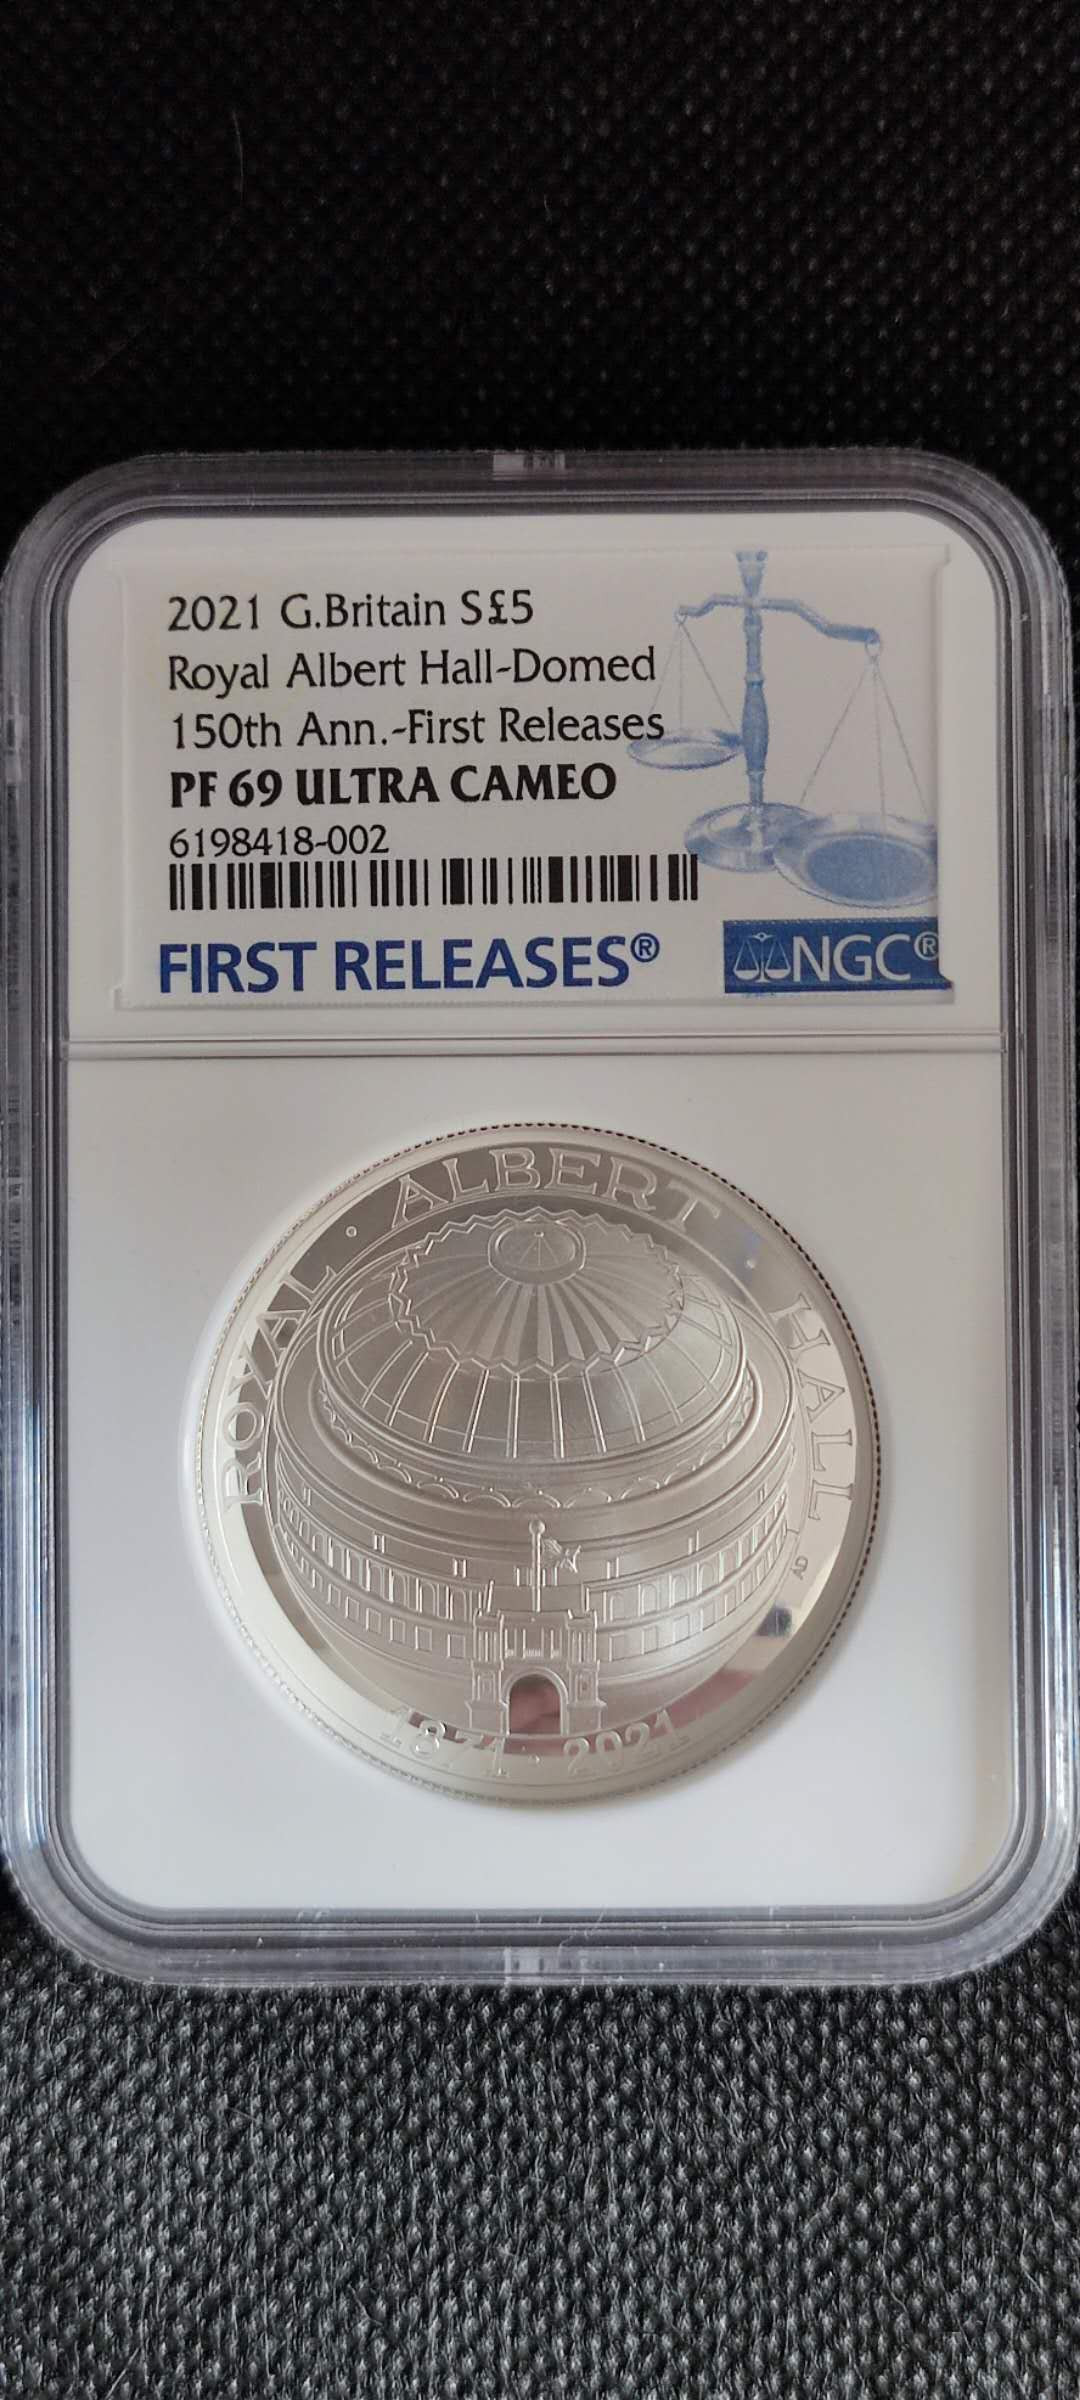 2021 G.Britain S£5
Royal Albert Hall-Domed
150th Ann.-First Releases
PF 69 ULTRA CAMEO
6198418-002
FIRST RELEASES®
NGC®
ROYAL · ALBERT · HALL
AD
1871 · 2021